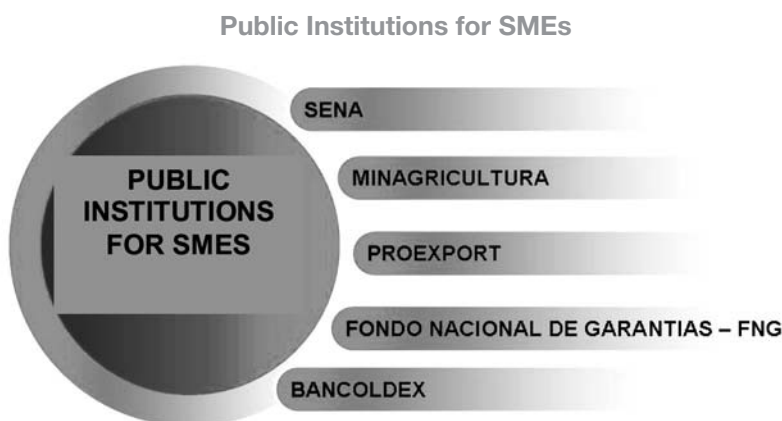 Public Institutions for SMEs
PUBLIC
INSTITUTIONS
FOR SMES
SENA
MINAGRICULTURA
PROEXPORT
FONDO NACIONAL DE GARANTIAS – FNG
BANCOLDEX